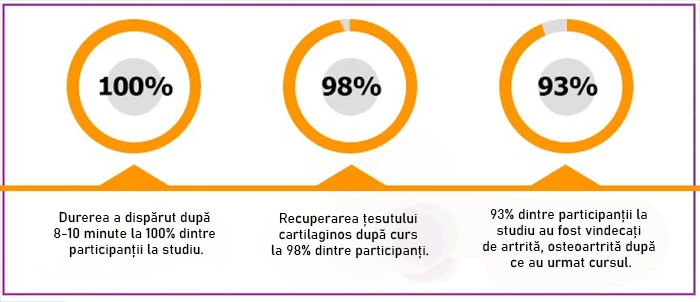 100%
98%
93%
Durerea a dispărut după
8-10 minute la 100% dintre
participanții la studiu.
Recuperarea țesutului
cartilaginos după curs
la 98% dintre participanți.
93% dintre participanții la
studiu au fost vindecați
de artrită, osteoartrită după
ce au urmat cursul.